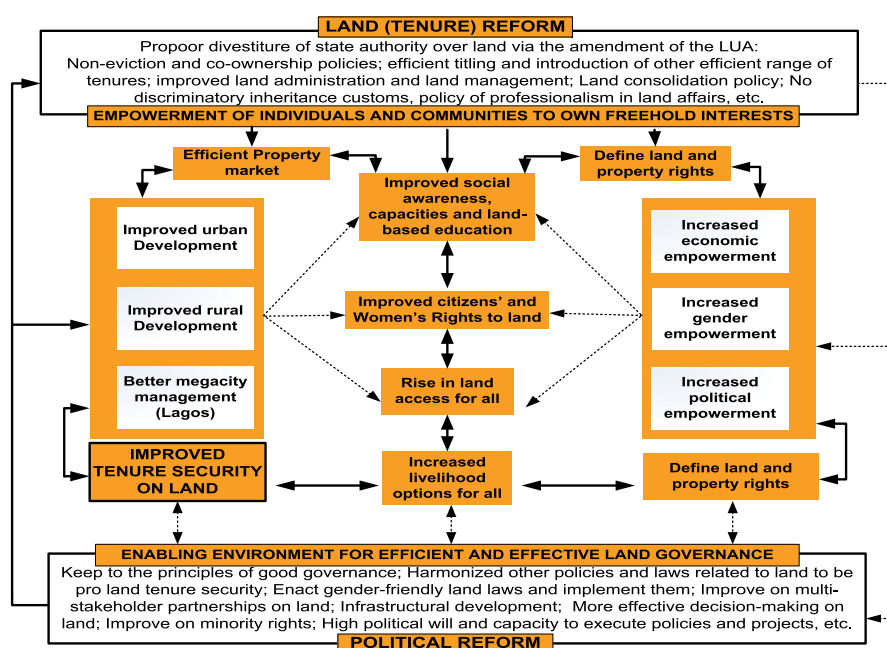 LAND (TENURE) REFORM
Propoor divestiture of state authority over land via the amendment of the LUA:
Non-eviction and co-ownership policies; efficient titling and introduction of other efficient range of
tenures; improved land administration and land management; Land consolidation policy; No
discriminatory inheritance customs, policy of professionalism in land affairs, etc.
EMPOWERMENT OF INDIVIDUALS AND COMMUNITIES TO OWN FREEHOLD INTERESTS
Efficient Property
market
Improved social
awareness,
capacities and land-
based education
Define land and
property rights
Improved urban
Development
Improved rural
Development
Better megacity
management
(Lagos)
Improved citizens’ and
Women’s Rights to land
Rise in land
access for all
Increased
economic
empowerment
Increased
gender
empowerment
Increased
political
empowerment
IMPROVED
TENURE SECURITY
ON LAND
Increased
livelihood
options for all
Define land and
property rights
ENABLING ENVIRONMENT FOR EFFICIENT AND EFFECTIVE LAND GOVERNANCE
Keep to the principles of good governance; Harmonized other policies and laws related to land to be
pro land tenure security; Enact gender-friendly land laws and implement them; Improve on multi-
stakeholder partnerships on land; Infrastructural development; More effective decision-making on
land; Improve on minority rights; High political will and capacity to execute policies and projects, etc.
POLITICAL REFORM